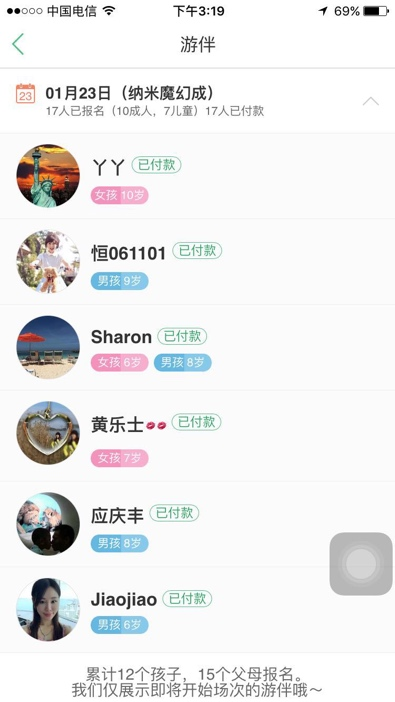 中国电信 下午3:19 69%
游伴
23 01月23日（纳米魔幻成）
17人已报名（10成人，7儿童）17人已付款
丫丫 已付款
女孩 10岁
恒061101 已付款
男孩 9岁
Sharon 已付款
女孩 6岁 男孩 8岁
黄乐士 已付款
女孩 7岁
应庆丰 已付款
男孩 8岁
Jiaojiao 已付款
男孩 6岁
累计12个孩子，15个父母报名。
我们仅展示即将开始场次的游伴哦～